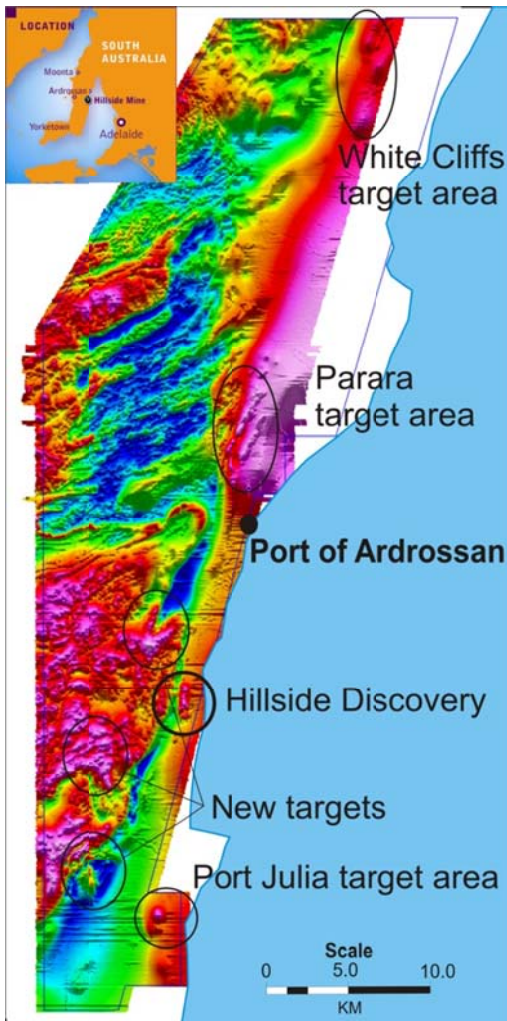 LOCATION
SOUTH
AUSTRALIA
Moonta
Ardrossan
Hillside Mine
Yorketown
Adelaide
White Cliffs
target area
Parara
target area
Port of Ardrossan
Hillside Discovery
New targets
Port Julia target area
Scale
0 5.0 10.0
KM